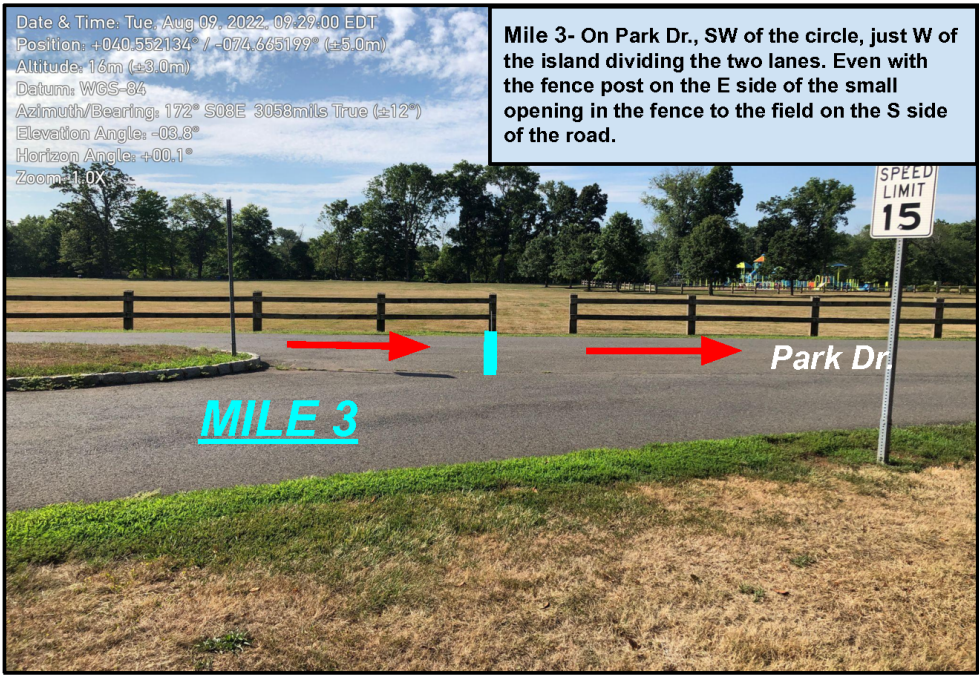 Date & Time: Tue, Aug 09, 2022, 09:29:00 EDT
Position: +040.552134° / -074.665199° (±5.0m)
Altitude: 16m (±3.0m)
Datum: WGS-84
Azimuth/Bearing: 172° S08E 3058mils True (±12°)
Elevation Angle: -03.8°
Horizon Angle: +00.1°
Zoom: 1.0X
Mile 3- On Park Dr., SW of the circle, just W of
the island dividing the two lanes. Even with
the fence post on the E side of the small
opening in the fence to the field on the S side
of the road.
SPEED
LIMIT
15
Park Dr.
MILE 3